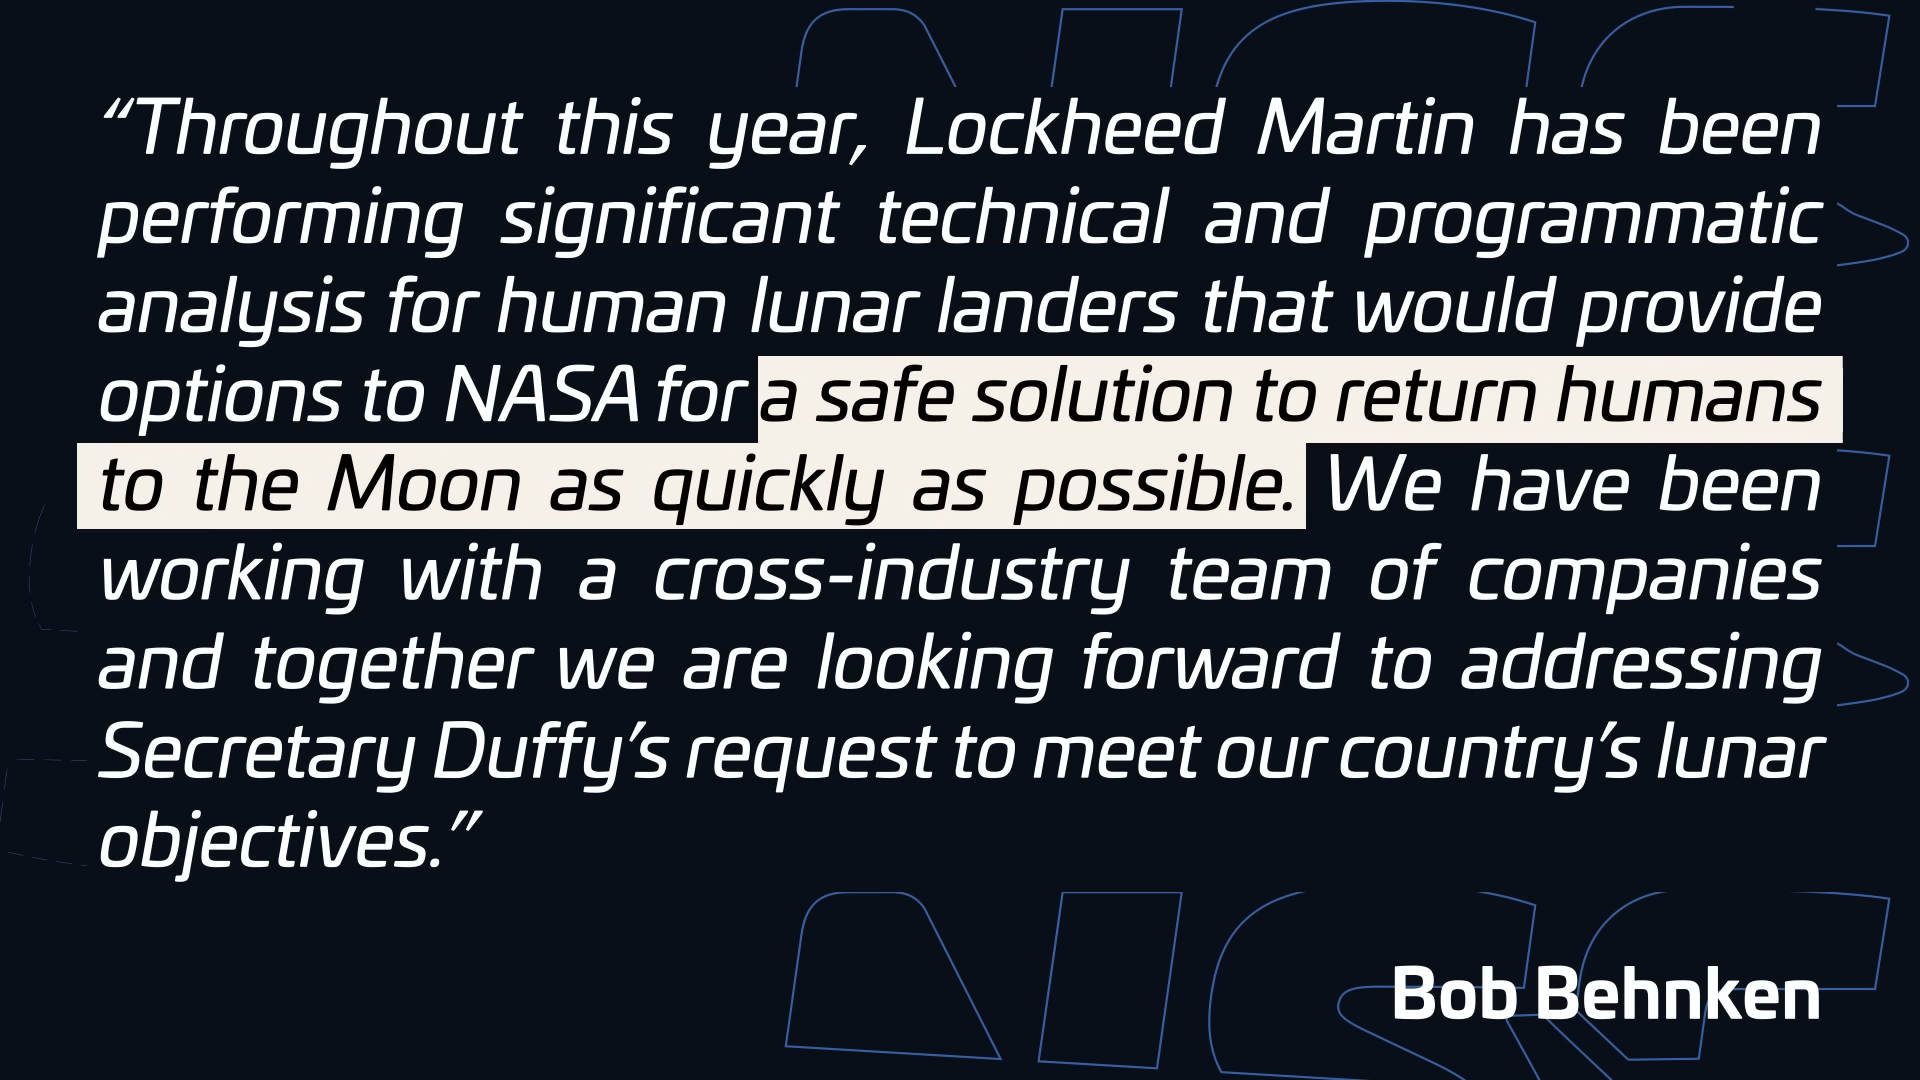 “Throughout this year, Lockheed Martin has been
performing significant technical and programmatic
analysis for human lunar landers that would provide
options to NASA for a safe solution to return humans
to the Moon as quickly as possible. We have been
working with a cross-industry team of companies
and together we are looking forward to addressing
Secretary Duffy’s request to meet our country’s lunar
objectives.”
Bob Behnken